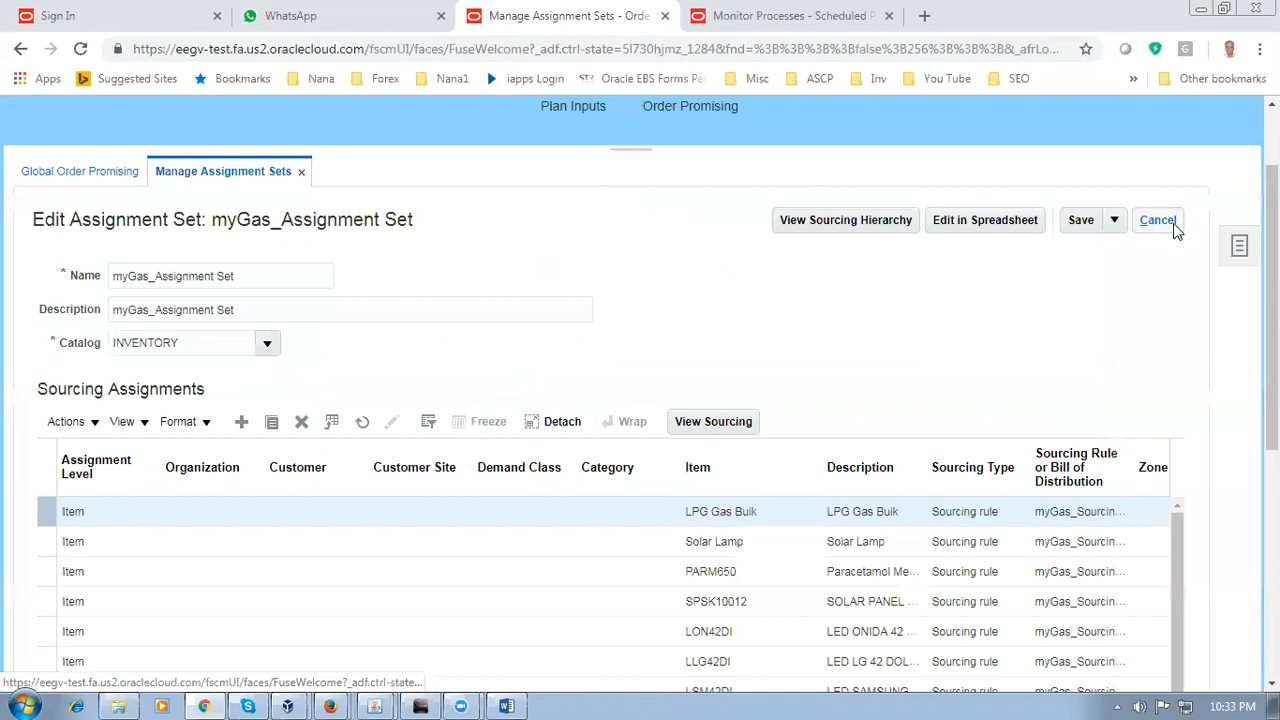 Sign In
WhatsApp
Manage Assignment Sets - Orde
Monitor Processes - Scheduled P
https://eegv-test.fa.us2.oraclecloud.com/fscmUI/faces/FuseWelcome?_adf.ctrl-state=5l730hjmz_1284&fnd=%3B%3B%3B%3Bfalse%3B256%3B%3B%3B&_afrLo...
Apps Suggested Sites Bookmarks Nana Forex Nana1 iapps Login Oracle EBS Forms Pe Misc ASCP Inv You Tube SEO » Other bookmarks
Plan Inputs Order Promising
Global Order Promising Manage Assignment Sets
Edit Assignment Set: myGas_Assignment Set View Sourcing Hierarchy Edit in Spreadsheet Save Cancel
* Name myGas_Assignment Set
Description myGas_Assignment Set
* Catalog INVENTORY
Sourcing Assignments
Actions View Format Freeze Detach Wrap View Sourcing
Assignment Level Organization Customer Customer Site Demand Class Category Item Description Sourcing Type Sourcing Rule or Bill of Distribution Zone
Item LPG Gas Buik LPG Gas Buik Sourcing rule myGas_Sourcin...
Item Solar Lamp Solar Lamp Sourcing rule myGas_Sourcin...
Item PARM650 Paracetamol Me... Sourcing rule myGas_Sourcin...
Item SPSK10012 SOLAR PANEL ... Sourcing rule myGas_Sourcin...
Item LON42DI LED ONIDA 42 ... Sourcing rule myGas_Sourcin...
Item LLG42DI LED LG 42 DOL... Sourcing rule myGas_Sourcin...
Item LSM42DI LED SAMSUNG ... Sourcing rule myGas_Sourcin...
https://eegv-test.fa.us2.oraclecloud.com/fscmUI/faces/FuseWelcome?_adf.ctrl-state...
10:33 PM